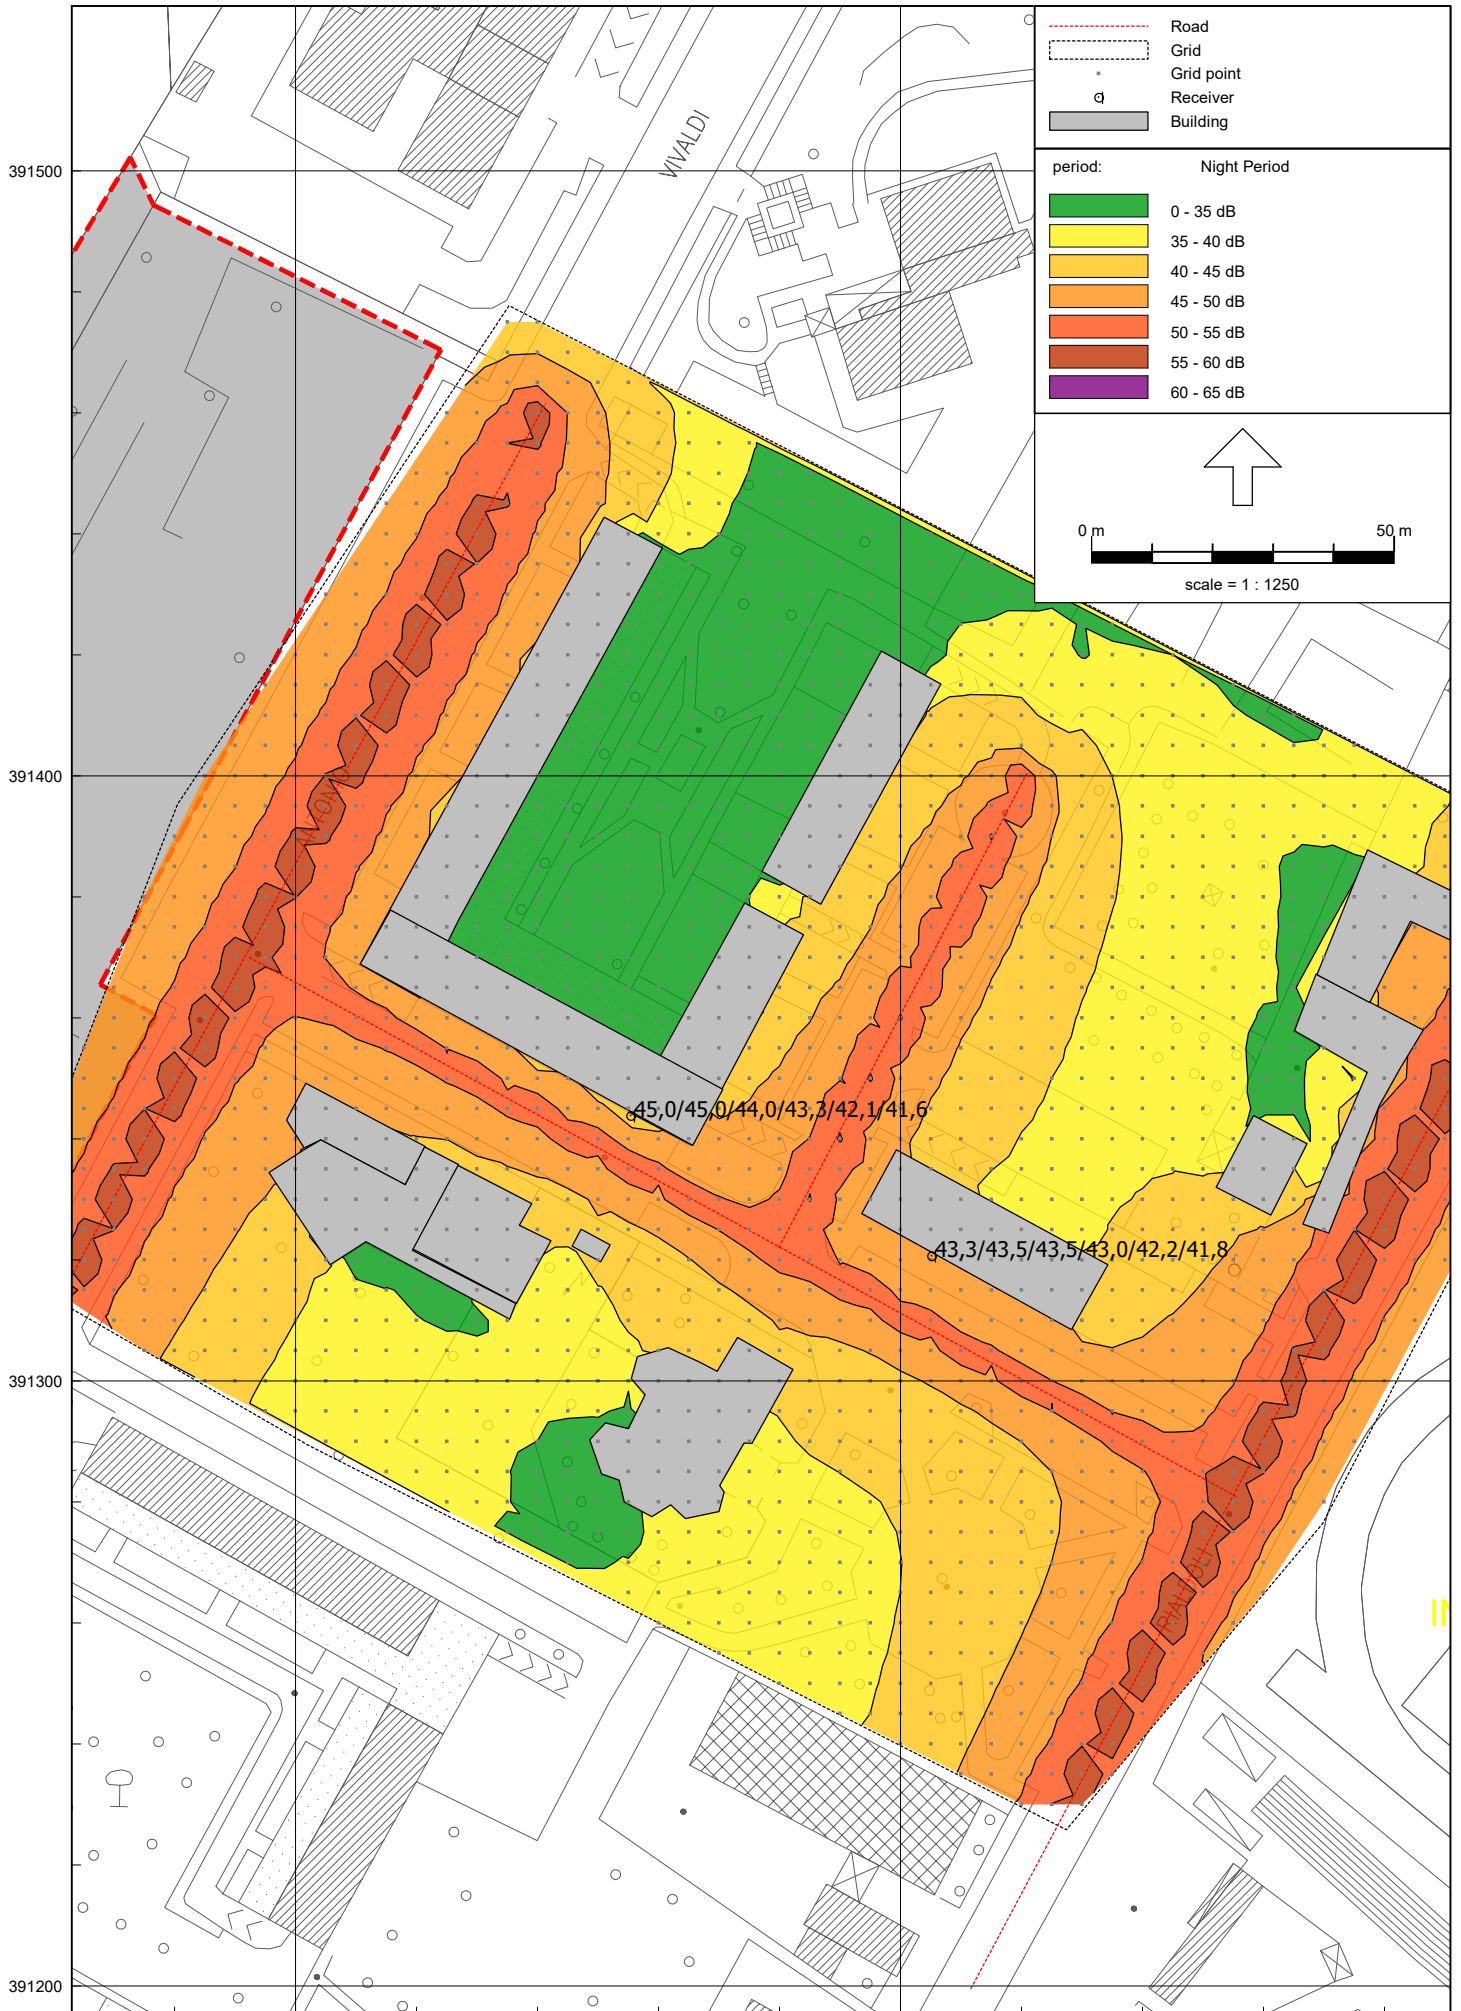 Road
Grid
Grid point
Receiver
Building
period: Night Period
0 - 35 dB
35 - 40 dB
40 - 45 dB
45 - 50 dB
50 - 55 dB
55 - 60 dB
60 - 65 dB
0 m 50 m
scale = 1 : 1250
VIVALDI
391500
391400
ANTONIO
45,0/45,0/44,0/43,3/42,1/41,6
43,3/43,5/43,5/43,0/42,2/41,8
391300
IN
391200